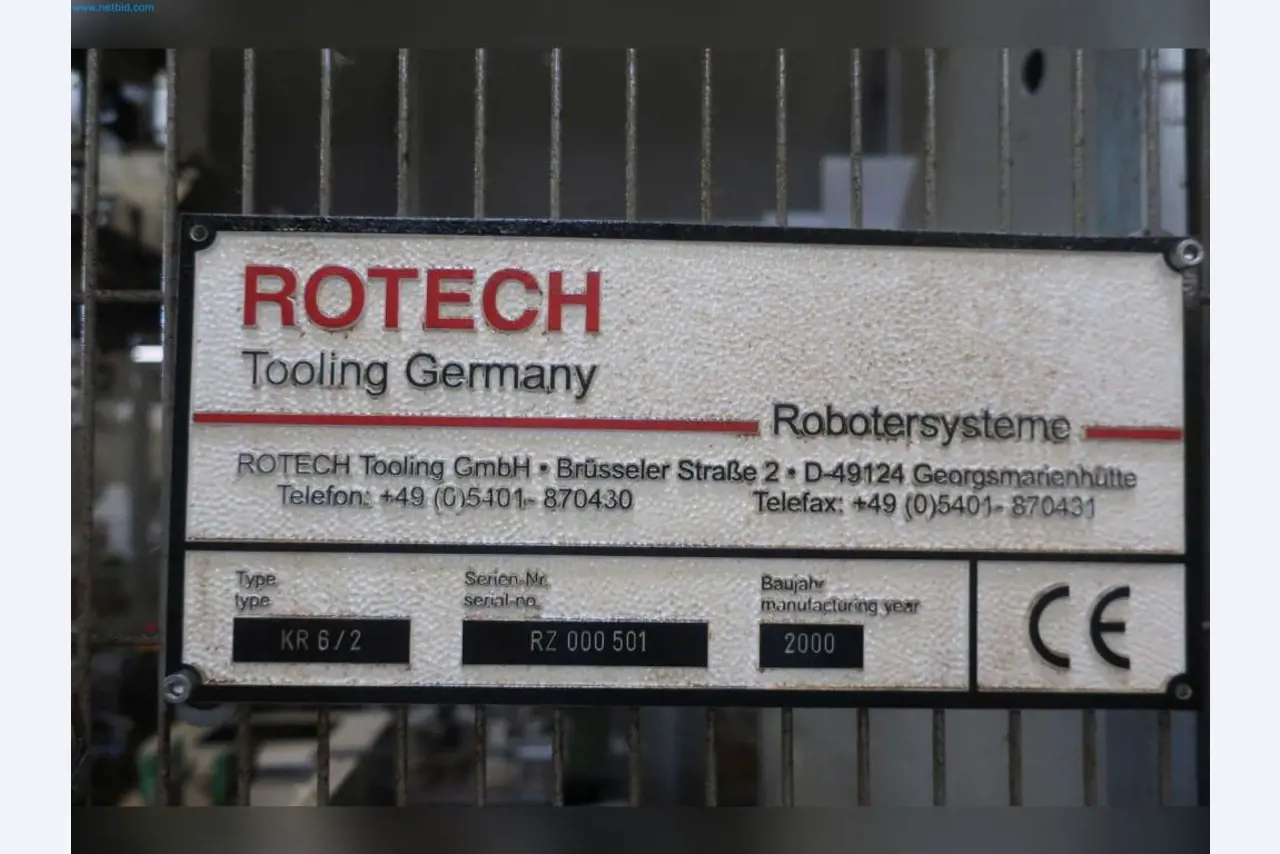 www.netbid.com
ROTECH
Tooling Germany
Robotersysteme
ROTECH Tooling GmbH • Brüsseler Straße 2 • D-49124 Georgsmarienhütte
Telefon: +49 (0)5401- 870430 Telefax: +49 (0)5401- 870431
Type Serien-Nr. Baujahr
type serial-no. manufacturing year
KR 6/2 RZ 000 501 2000
CE